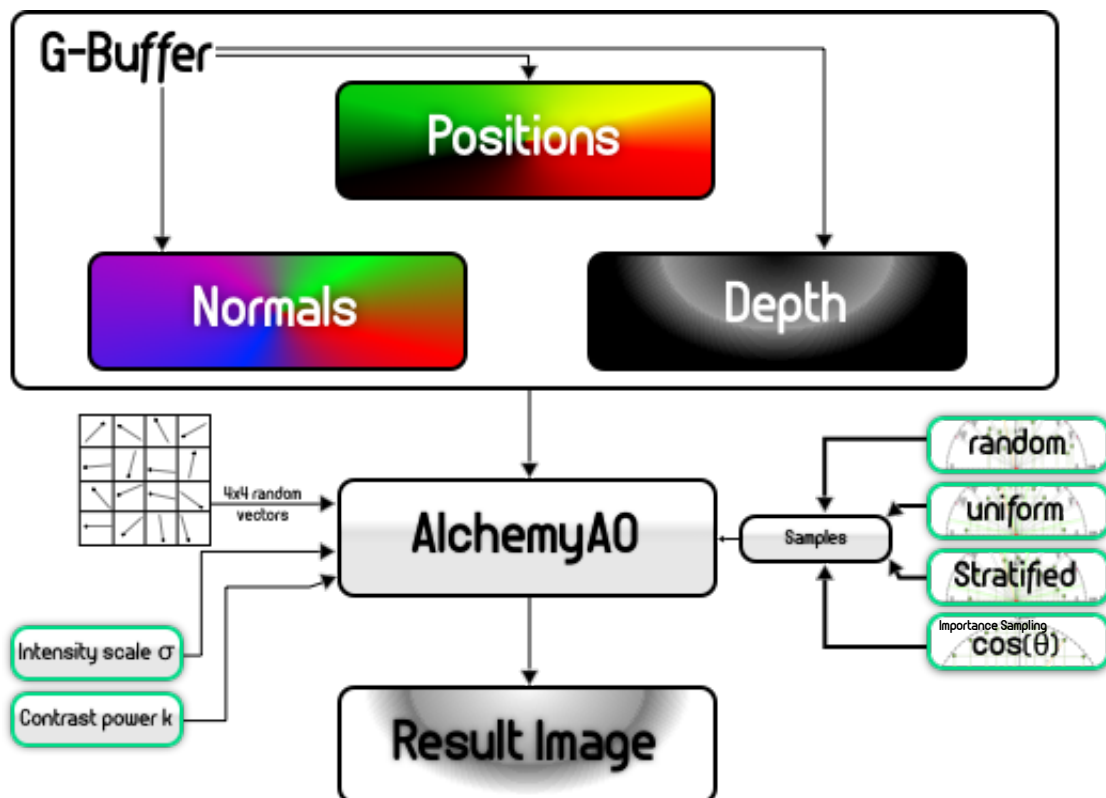 G-Buffer
Positions
Normals
Depth
4x4 random
vectors
AlchemyAO
Samples
random
uniform
Stratified
Importance Sampling
cos(θ)
Intensity scale σ
Contrast power k
Result Image